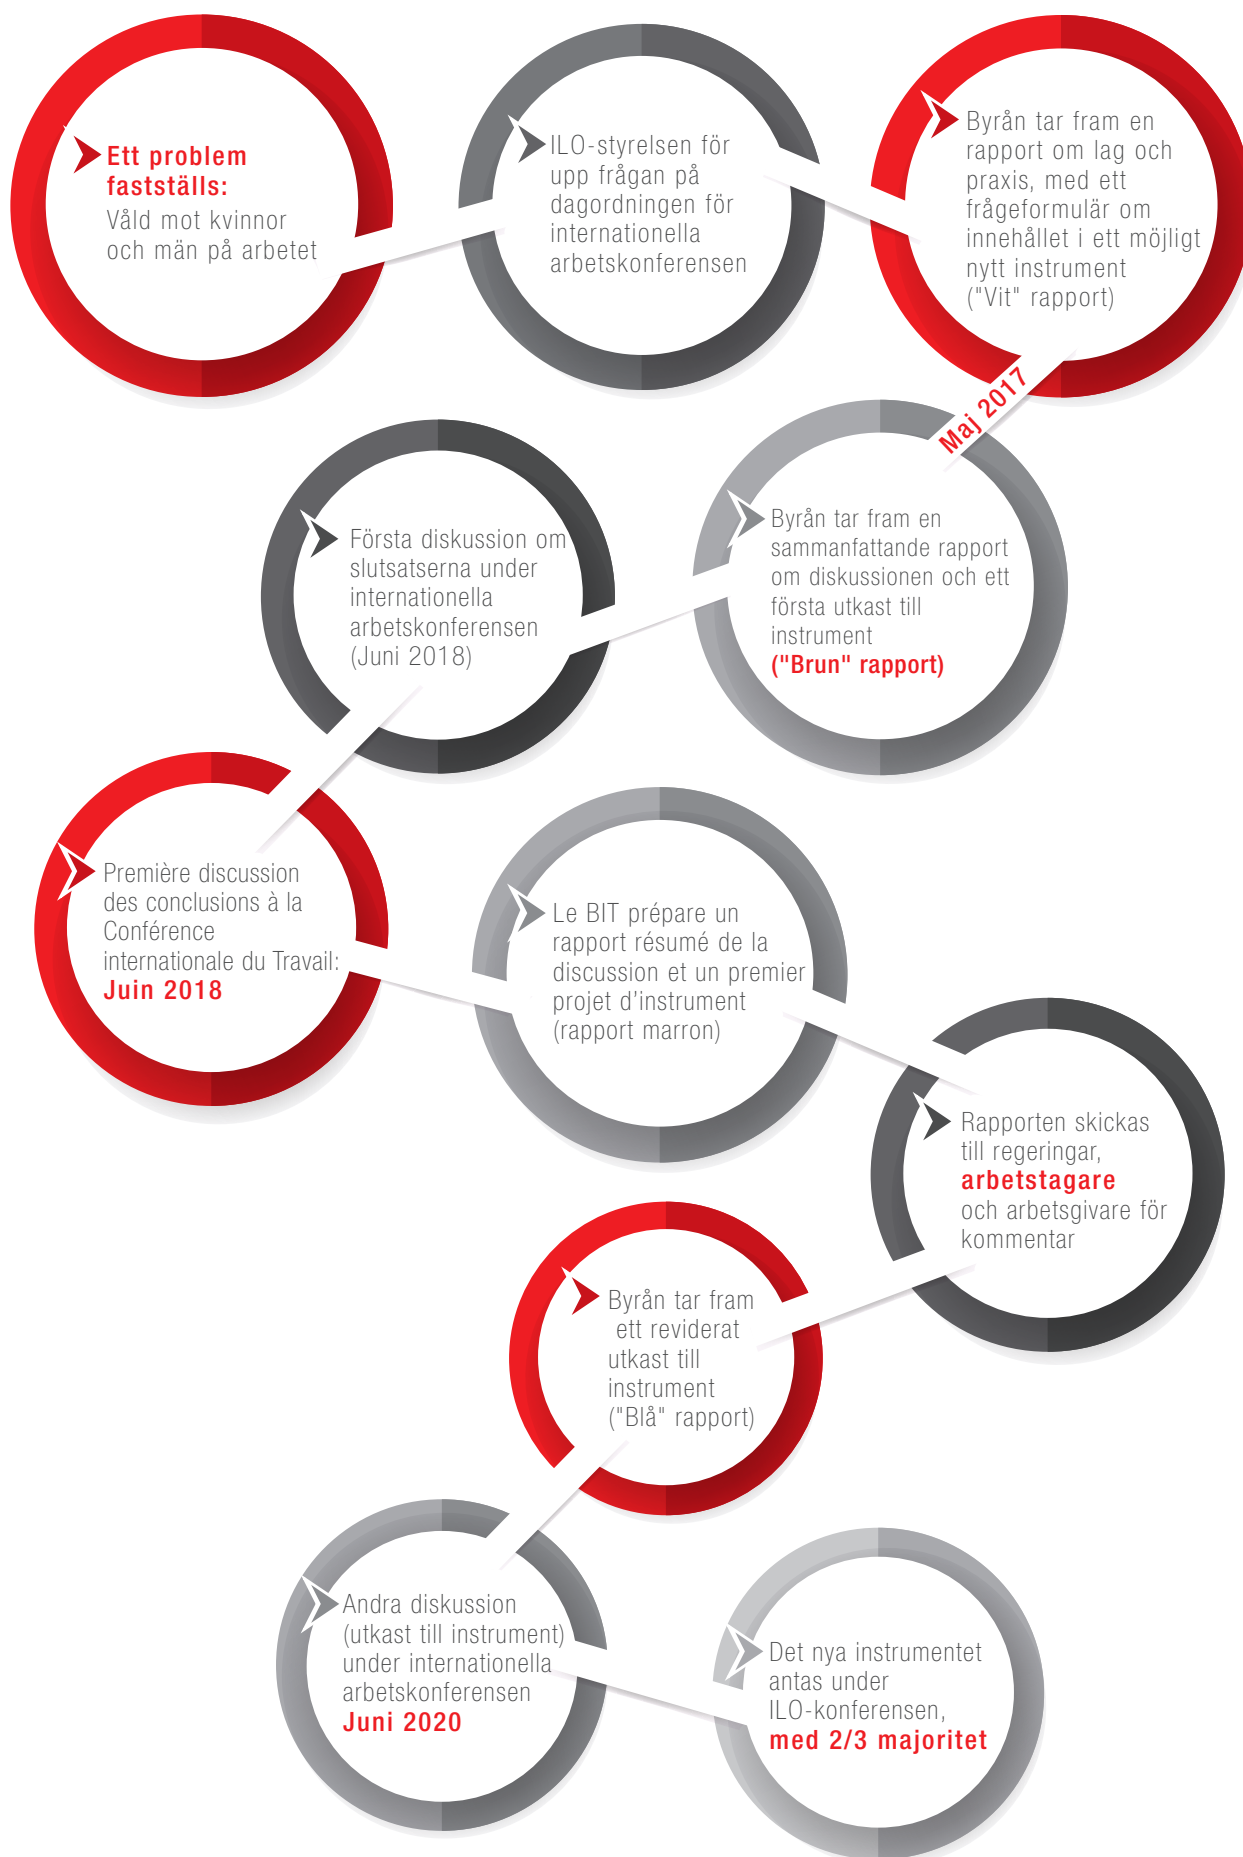 Ett problem
fastställs:
Våld mot kvinnor
och män på arbetet
ILO-styrelsen för
upp frågan på
dagordningen för
internationella
arbetskonferensen
Byrån tar fram en
rapport om lag och
praxis, med ett
frågeformulär om
innehållet i ett möjligt
nytt instrument
("Vit" rapport)
Maj 2017
Byrån tar fram en
sammanfattande rapport
om diskussionen och ett
första utkast till
instrument
("Brun" rapport)
Första diskussion om
slutsatserna under
internationella
arbetskonferensen
(Juni 2018)
Première discussion
des conclusions à la
Conférence
internationale du Travail:
Juin 2018
Le BIT prépare un
rapport résumé de la
discussion et un premier
projet d'instrument
(rapport marron)
Rapporten skickas
till regeringar,
arbetstagare
och arbetsgivare för
kommentar
Byrån tar fram
ett reviderat
utkast till
instrument
("Blå" rapport)
Andra diskussion
(utkast till instrument)
under internationella
arbetskonferensen
Juni 2020
Det nya instrumentet
antas under
ILO-konferensen,
med 2/3 majoritet